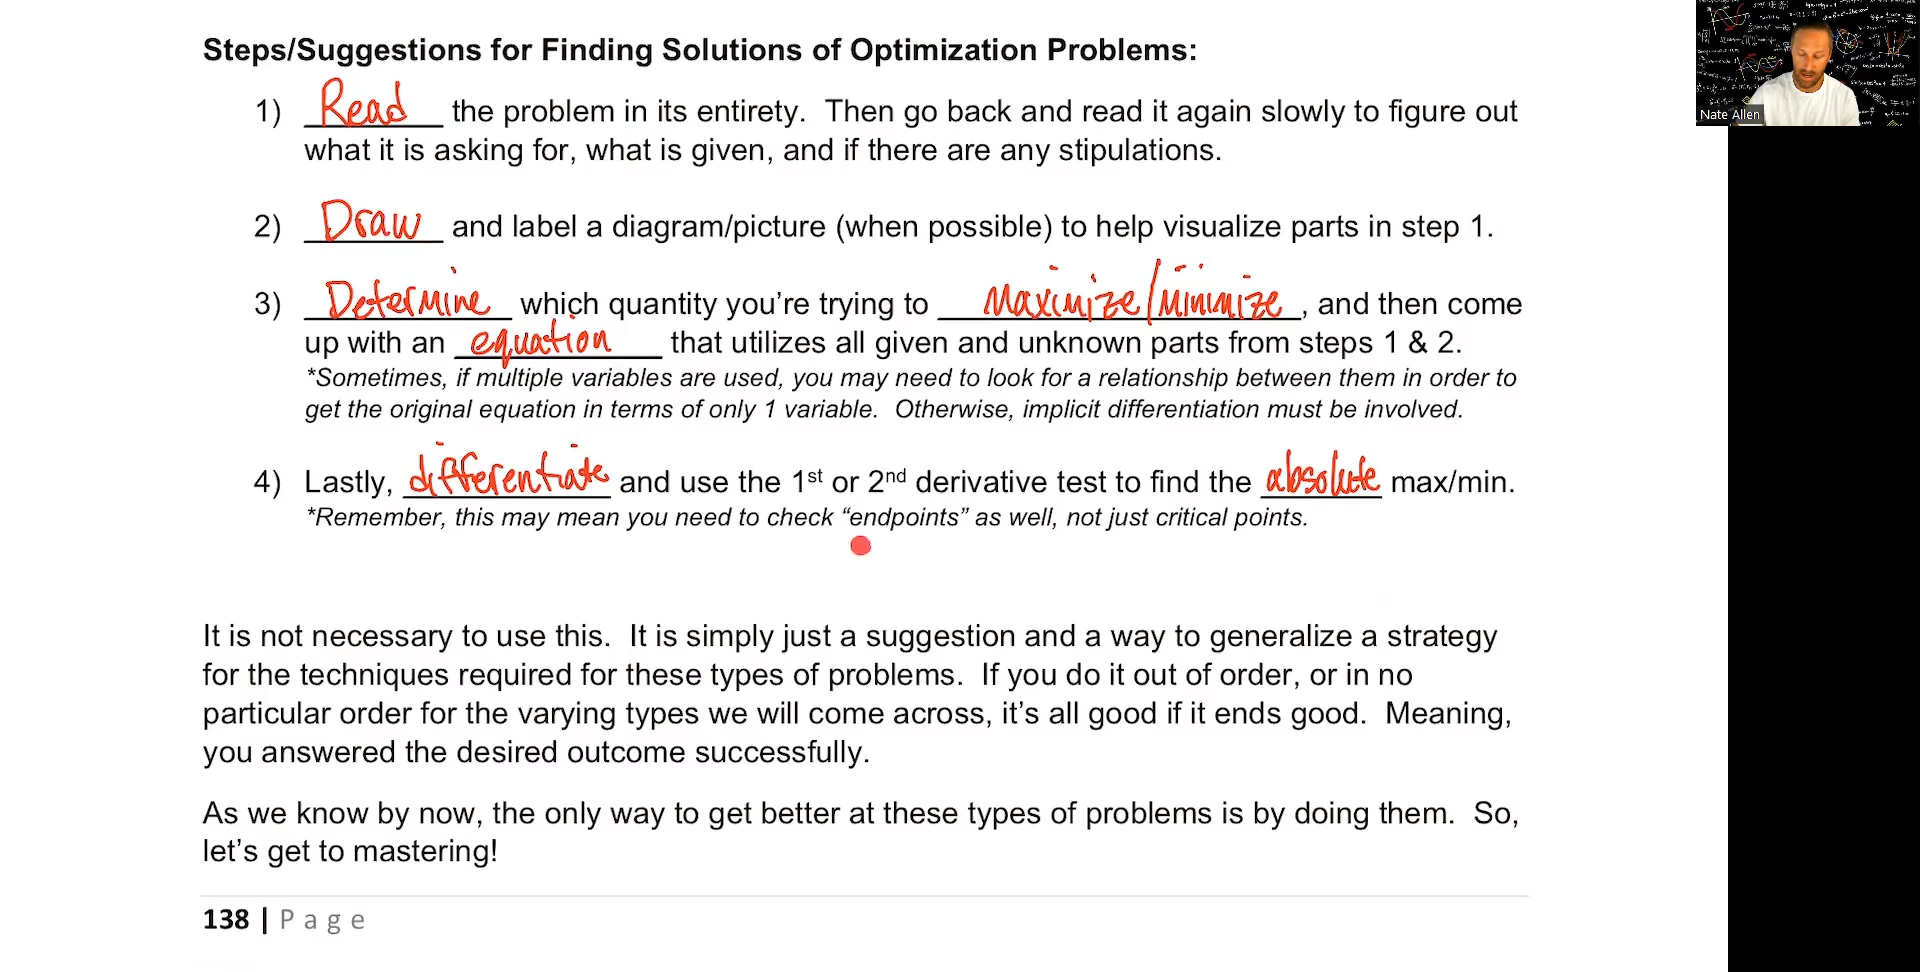 Steps/Suggestions for Finding Solutions of Optimization Problems:
1) Read the problem in its entirety. Then go back and read it again slowly to figure out
what it is asking for, what is given, and if there are any stipulations.
2) Draw and label a diagram/picture (when possible) to help visualize parts in step 1.
3) Determine which quantity you're trying to Maximize/Minimize, and then come
up with an equation that utilizes all given and unknown parts from steps 1 & 2.
*Sometimes, if multiple variables are used, you may need to look for a relationship between them in order to
get the original equation in terms of only 1 variable. Otherwise, implicit differentiation must be involved.
4) Lastly, differentiate and use the 1st or 2nd derivative test to find the absolute max/min.
*Remember, this may mean you need to check “endpoints” as well, not just critical points.
It is not necessary to use this. It is simply just a suggestion and a way to generalize a strategy
for the techniques required for these types of problems. If you do it out of order, or in no
particular order for the varying types we will come across, it's all good if it ends good. Meaning,
you answered the desired outcome successfully.
As we know by now, the only way to get better at these types of problems is by doing them. So,
let's get to mastering!
138 | Page
Nate Allen